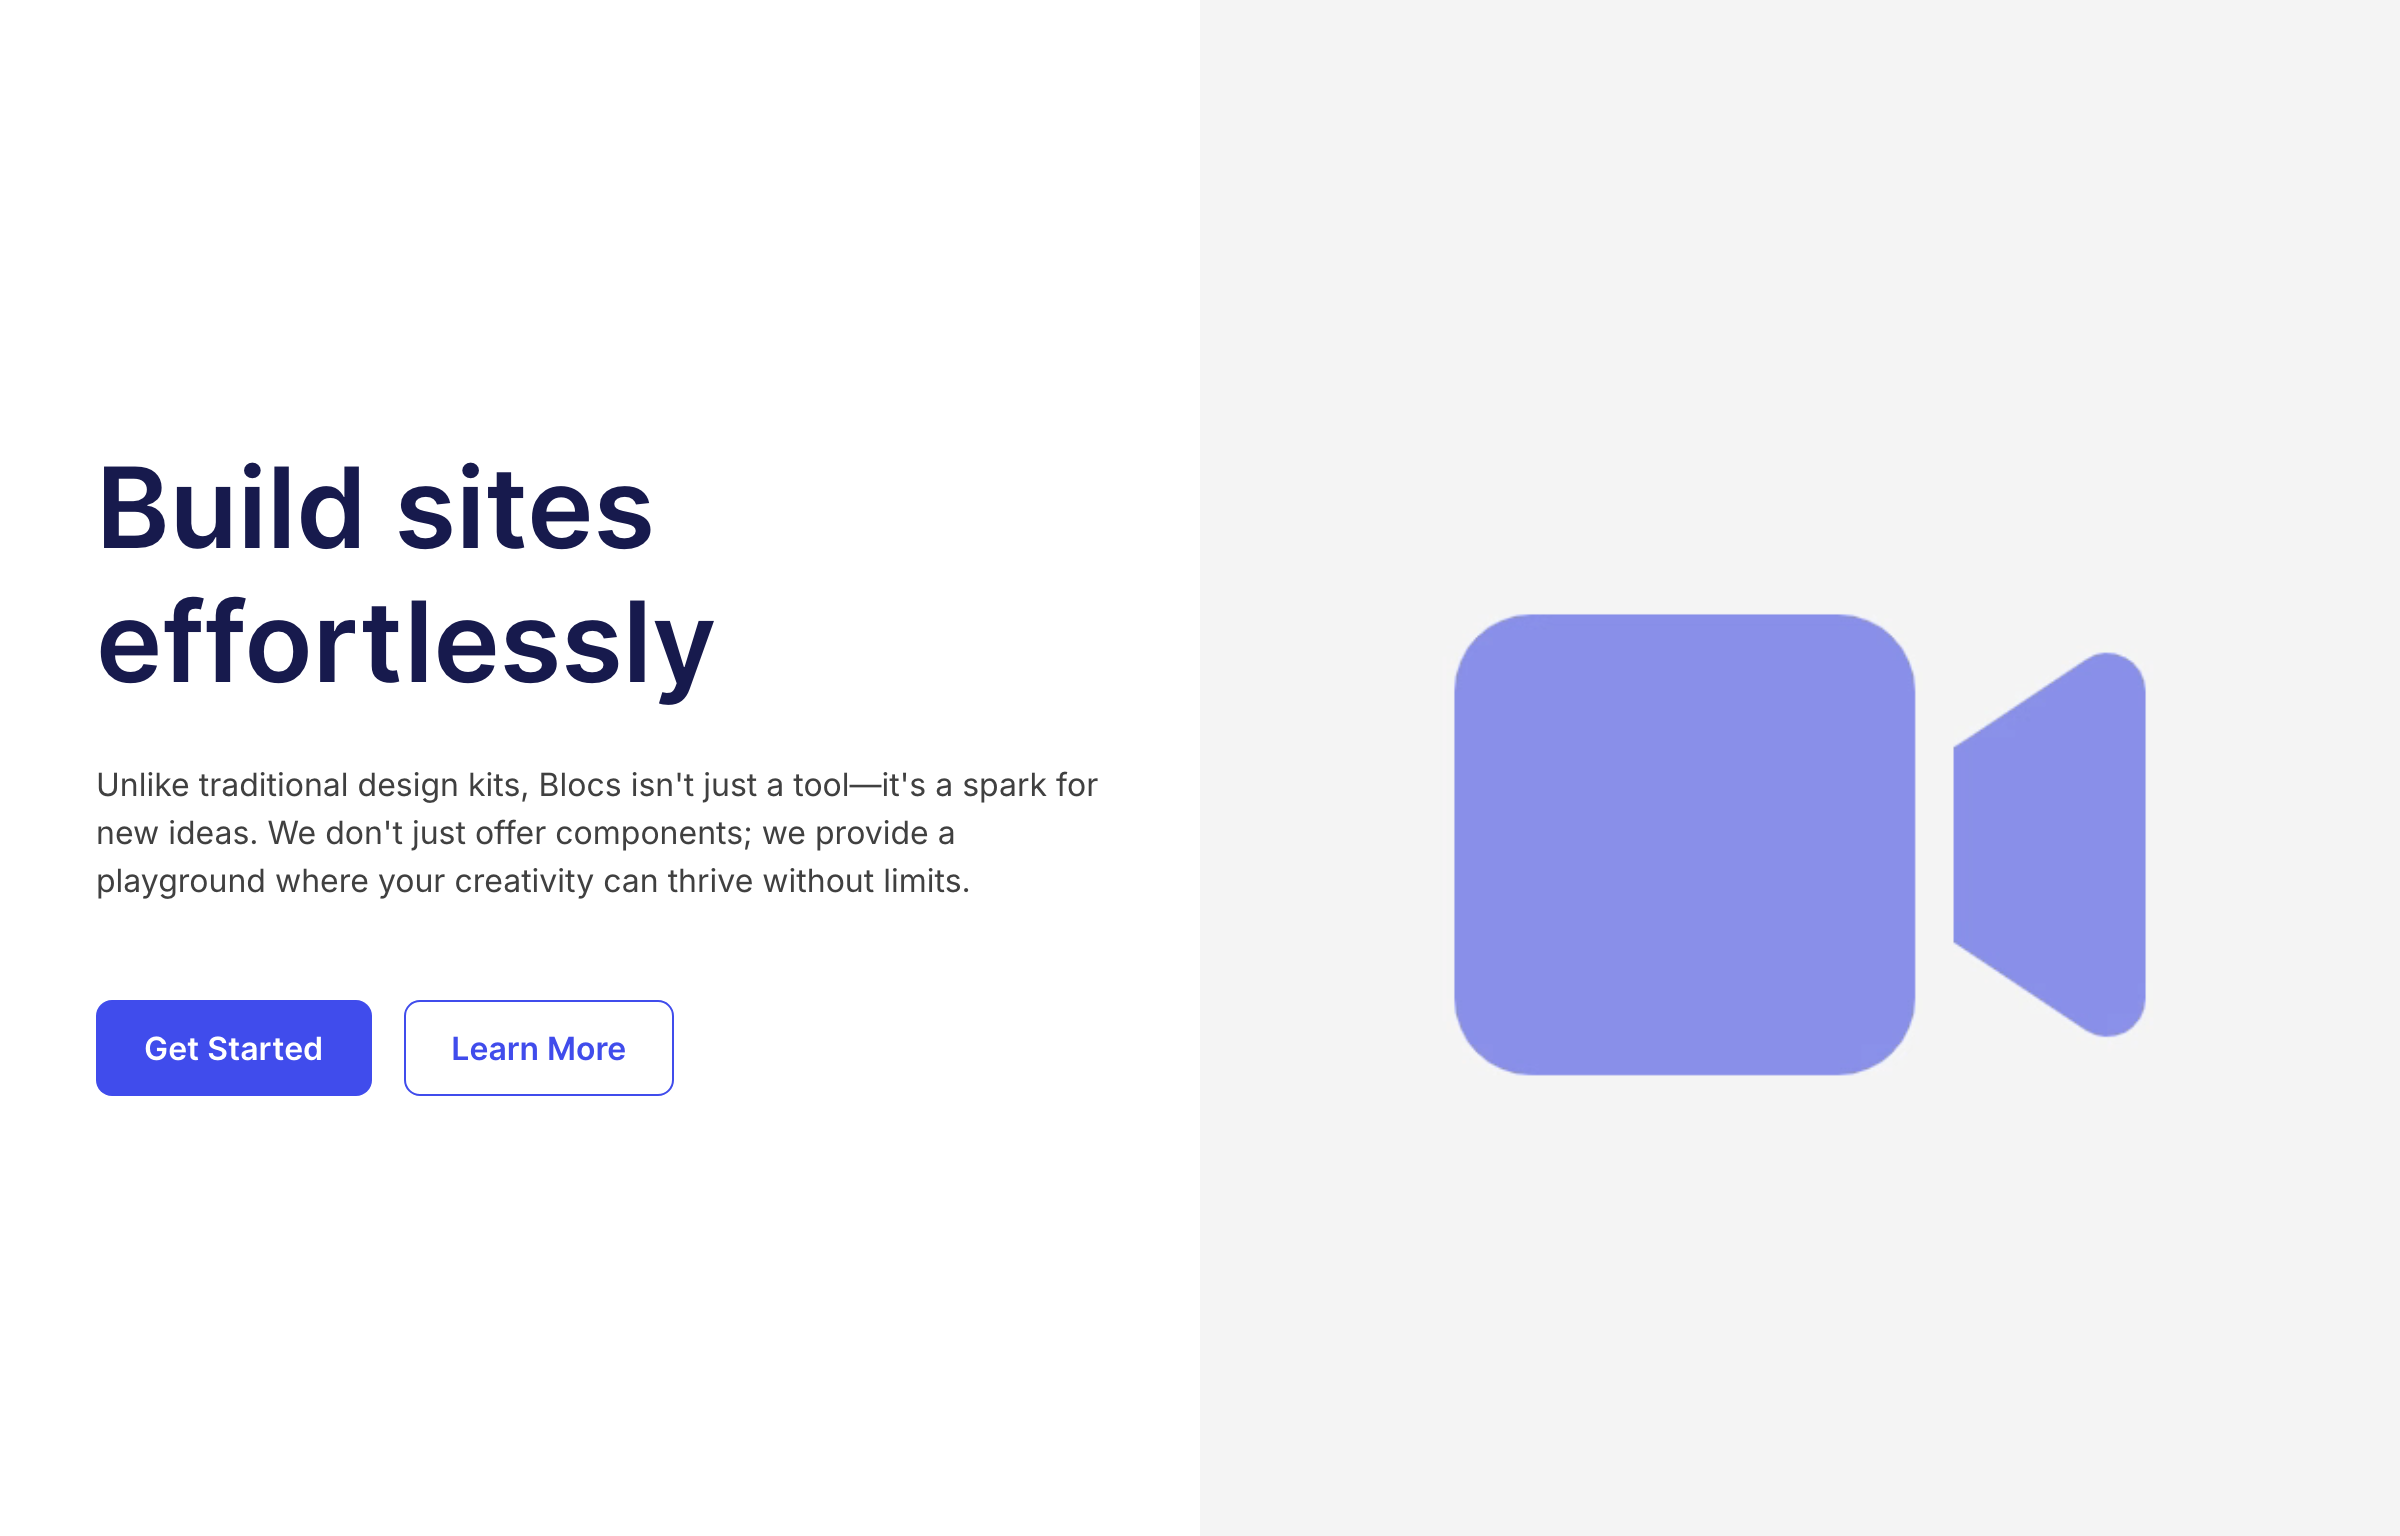 Build sites
effortlessly
Unlike traditional design kits, Blocs isn't just a tool—it's a spark for
new ideas. We don't just offer components; we provide a
playground where your creativity can thrive without limits.
Get Started
Learn More